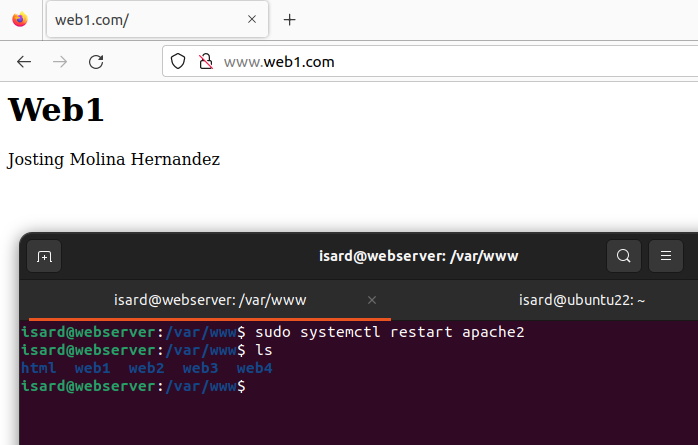 web1.com/
www.web1.com
Web1
Josting Molina Hernandez
isard@webserver: /var/www
isard@webserver: /var/www isard@ubuntu22: ~
isard@webserver:/var/www$ sudo systemctl restart apache2
isard@webserver:/var/www$ ls
html web1 web2 web3 web4
isard@webserver:/var/www$